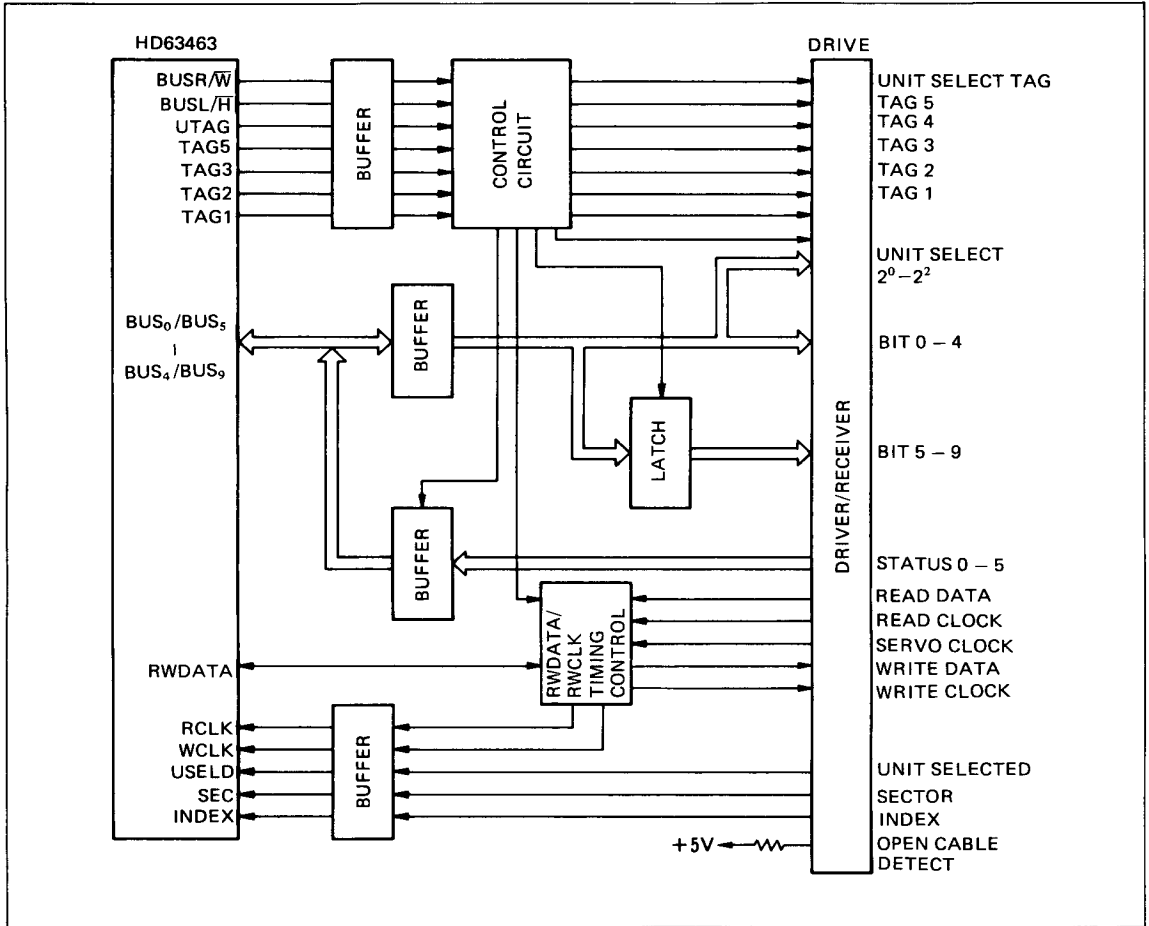 HD63463
DRIVE
BUSR/W̅
BUSL/H̅
UTAG
TAG5
TAG3
TAG2
TAG1
BUFFER
CONTROL
CIRCUIT
UNIT SELECT TAG
TAG 5
TAG 4
TAG 3
TAG 2
TAG 1
UNIT SELECT
2⁰–2²
BUS₀/BUS₅
BUS₄/BUS₉
BUFFER
BIT 0 – 4
LATCH
BIT 5 – 9
DRIVER/RECEIVER
BUFFER
STATUS 0 – 5
RWDATA
RWDATA/
RWCLK
TIMING
CONTROL
READ DATA
READ CLOCK
SERVO CLOCK
WRITE DATA
WRITE CLOCK
RCLK
WCLK
USELD
SEC
INDEX
BUFFER
UNIT SELECTED
SECTOR
INDEX
+5V
OPEN CABLE
DETECT